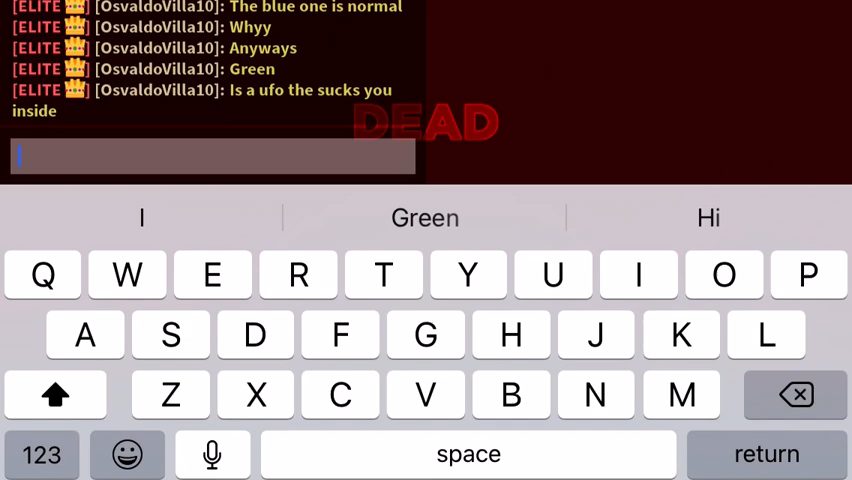 [ELITE 👑] [OsvaldoVilla10]: The blue one is normal
[ELITE 👑] [OsvaldoVilla10]: Whyy
[ELITE 👑] [OsvaldoVilla10]: Anyways
[ELITE 👑] [OsvaldoVilla10]: Green
[ELITE 👑] [OsvaldoVilla10]: Is a ufo the sucks you
inside
DEAD
I Green Hi
Q W E R T Y U I O P
A S D F G H J K L
Z X C V B N M
123 space return